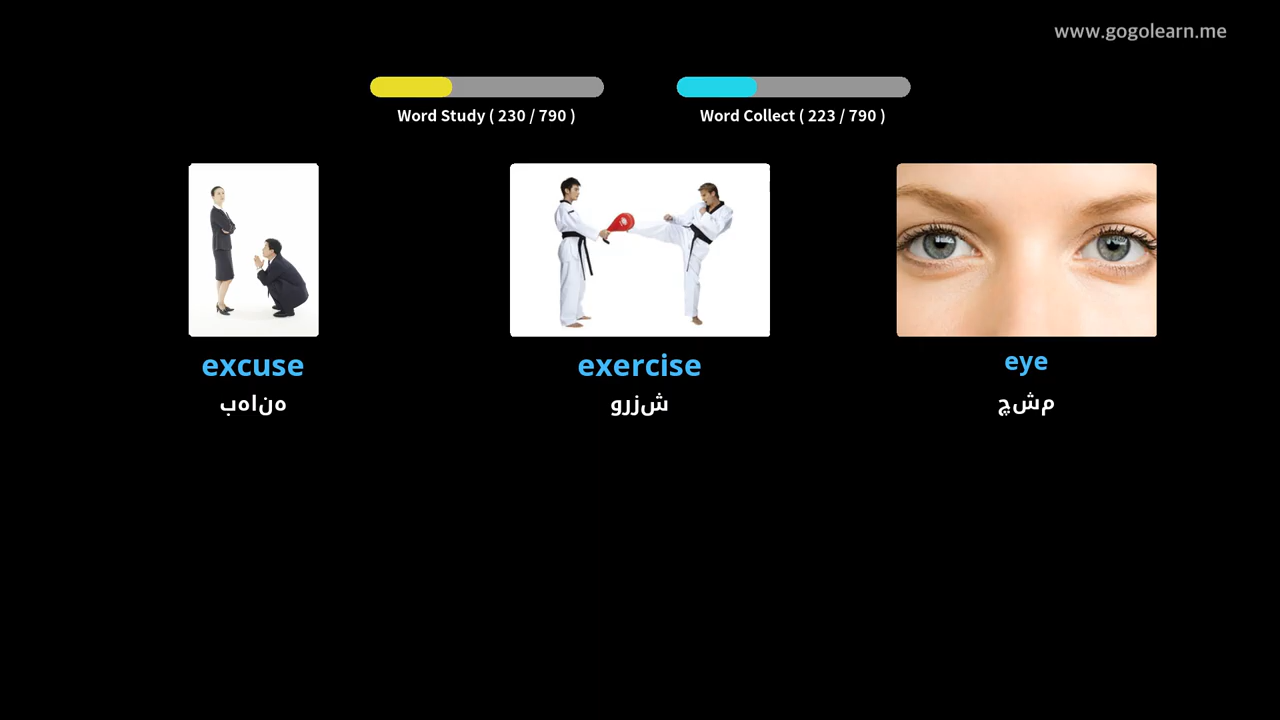 www.gogolearn.me
Word Study ( 230 / 790 )
Word Collect ( 223 / 790 )
excuse
هناهب
exercise
شزرو
eye
مشچ